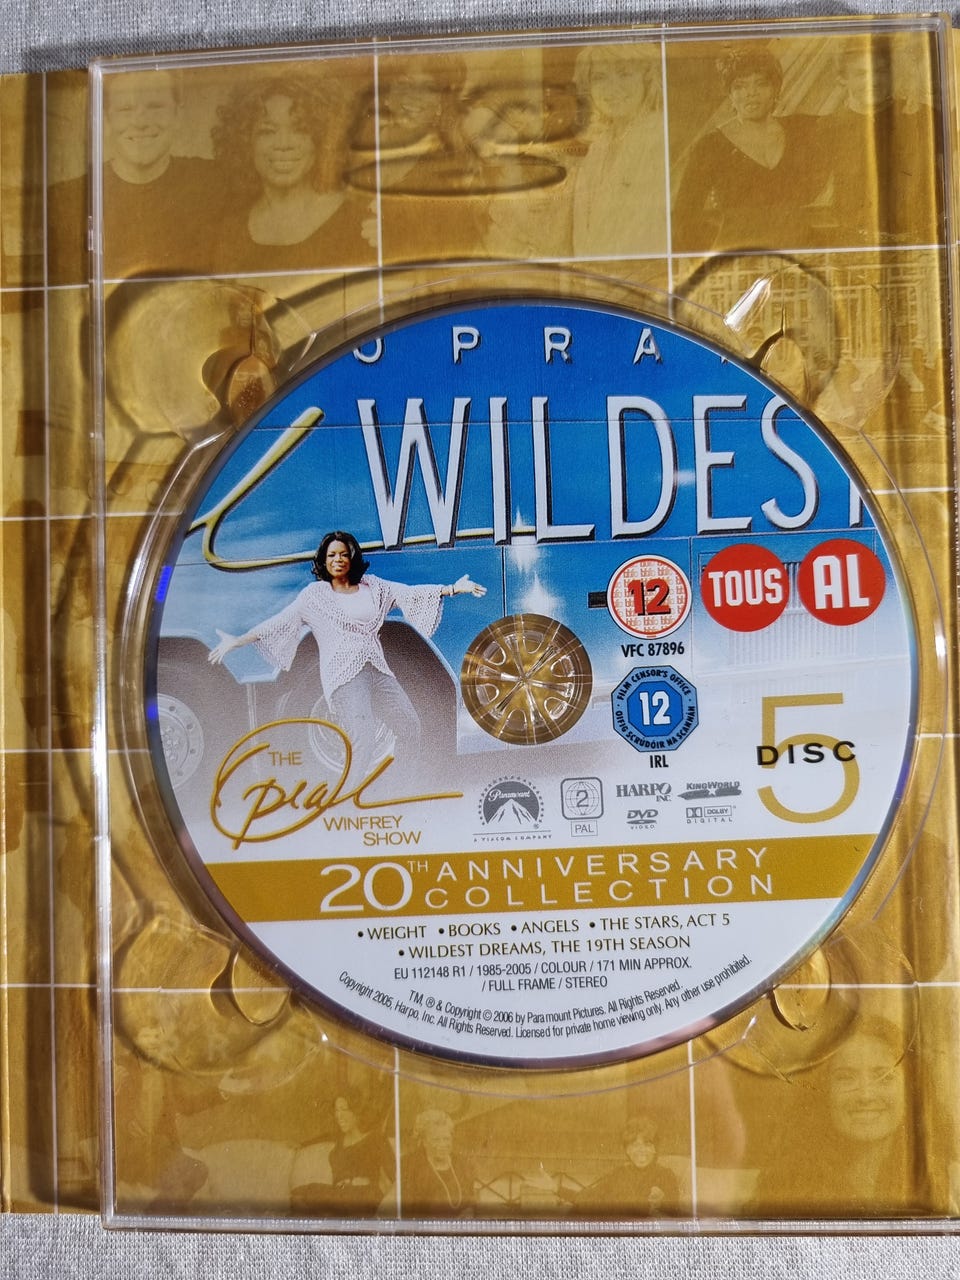 OPRA
WILDEST
12
VFC 87896
TOUS
AL
FILM CENSOR'S OFFICE
12
OIFIG SCRÚDÓIR NA SCANNÁN
IRL
5
DISC
THE
Oprah
WINFREY
SHOW
Paramount
A VIACOM COMPANY
2
PAL
HARPO
INC
KINGWORLD
DVD
VIDEO
DOLBY
DIGITAL
20TH ANNIVERSARY
COLLECTION
• WEIGHT • BOOKS • ANGELS • THE STARS, ACT 5
• WILDEST DREAMS, THE 19TH SEASON
EU 112148 R1 / 1985-2005 / COLOUR / 171 MIN APPROX.
/ FULL FRAME / STEREO
TM, ® & Copyright © 2006 by Paramount Pictures. All Rights Reserved.
Copyright 2005, Harpo, Inc. All Rights Reserved. Licensed for private home viewing only. Any other use prohibited.